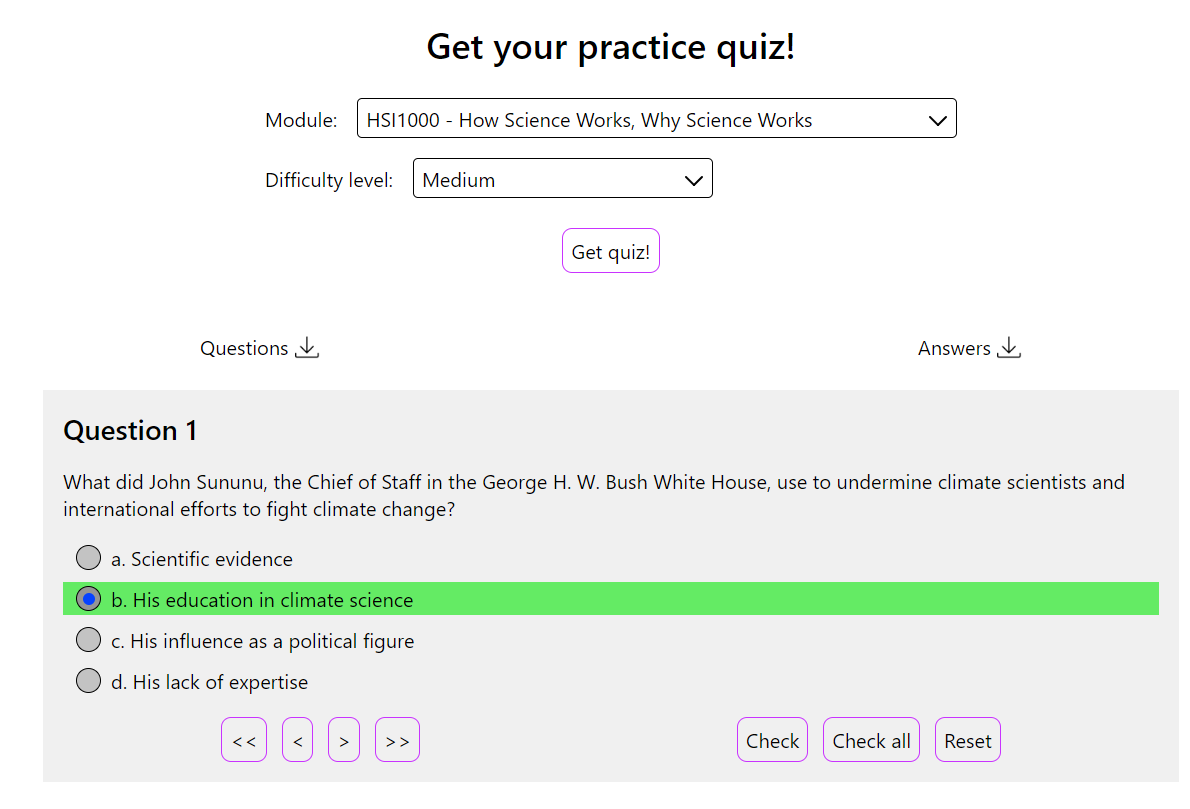 Get your practice quiz!
Module: HSI1000 - How Science Works, Why Science Works
Difficulty level: Medium
Get quiz!
Questions Answers
Question 1
What did John Sununu, the Chief of Staff in the George H. W. Bush White House, use to undermine climate scientists and
international efforts to fight climate change?
a. Scientific evidence
b. His education in climate science
c. His influence as a political figure
d. His lack of expertise
<< < > >> Check Check all Reset